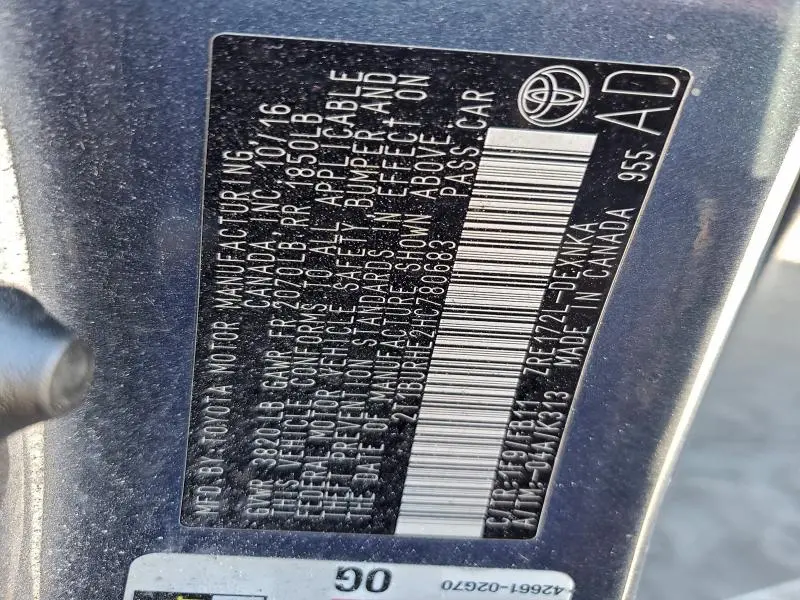 MFD.BY:TOYOTA MOTOR MANUFACTURING,
CANADA, INC. 10/16
GVWR 3820LB GAWR FR 2070LB,RR 1850LB
THIS VEHICLE CONFORMS TO ALL APPLICABLE
FEDERAL MOTOR VEHICLE SAFETY, BUMPER, AND
THEFT PREVENTION STANDARDS IN EFFECT ON
THE DATE OF MANUFACTURE SHOWN ABOVE.
2T1BURHE2HC780683 PASS.CAR
C/TR:1F9/FB11 ZRE172L-DEXNKA
A/TM:-04A/K313 MADE IN CANADA 955 AD
0G
42661-02G70